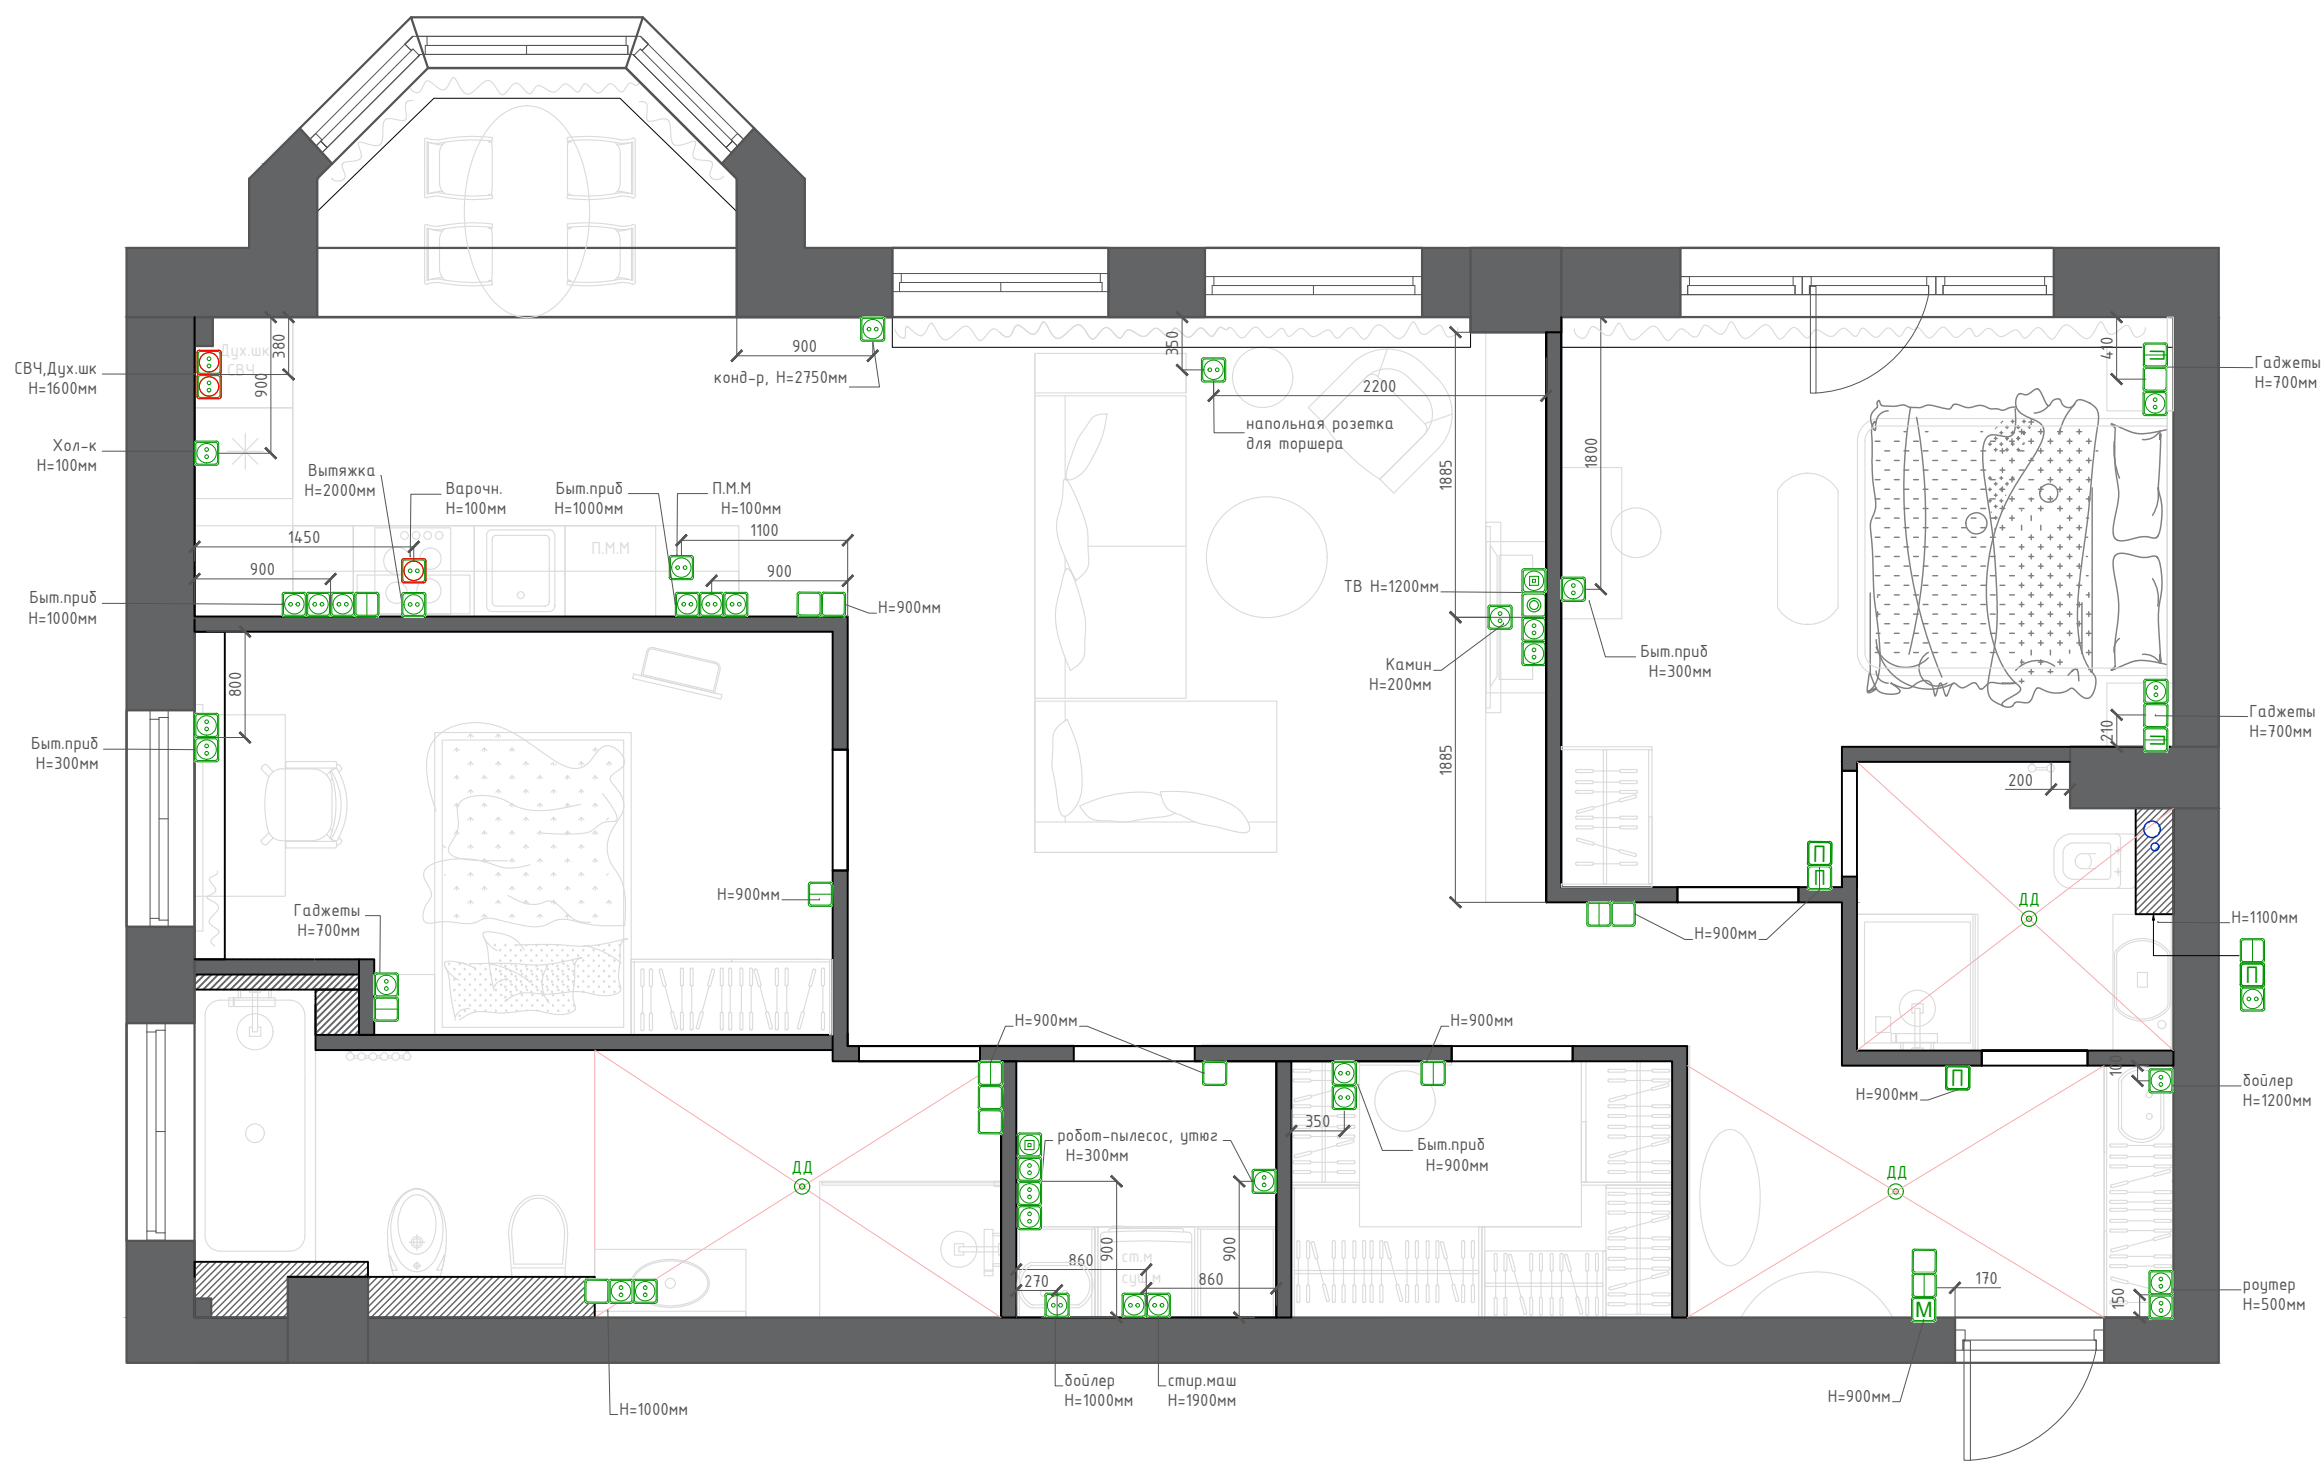 350
410
380
900
Дух.шк
СВЧ
СВЧ,Дух.шк
H=1600мм
900
конд-р, H=2750мм
2200
Гаджеты
H=700мм
напольная розетка
для торшера
Хол-к
H=100мм
1800
1885
Вытяжка
H=2000мм
Варочн.
H=100мм
Быт.приб
H=1000мм
П.М.М
H=100мм
1450
1100
П.М.М
900
900
Быт.приб
H=1000мм
H=900мм
ТВ H=1200мм
Камин
H=200мм
Быт.приб
H=300мм
800
Быт.приб
H=300мм
1885
210
Гаджеты
H=700мм
200
П
П
H=900мм
Гаджеты
H=700мм
H=900мм
ДД
H=1100мм
П
H=900мм
H=900мм
100
П
H=900мм
бойлер
H=1200мм
350
робот-пылесос, утюг
H=300мм
Быт.приб
H=900мм
ДД
ДД
900
900
ст.м
суш.м
860
270
860
170
150
М
роутер
H=500мм
бойлер
H=1000мм
стир.маш
H=1900мм
H=1000мм
H=900мм